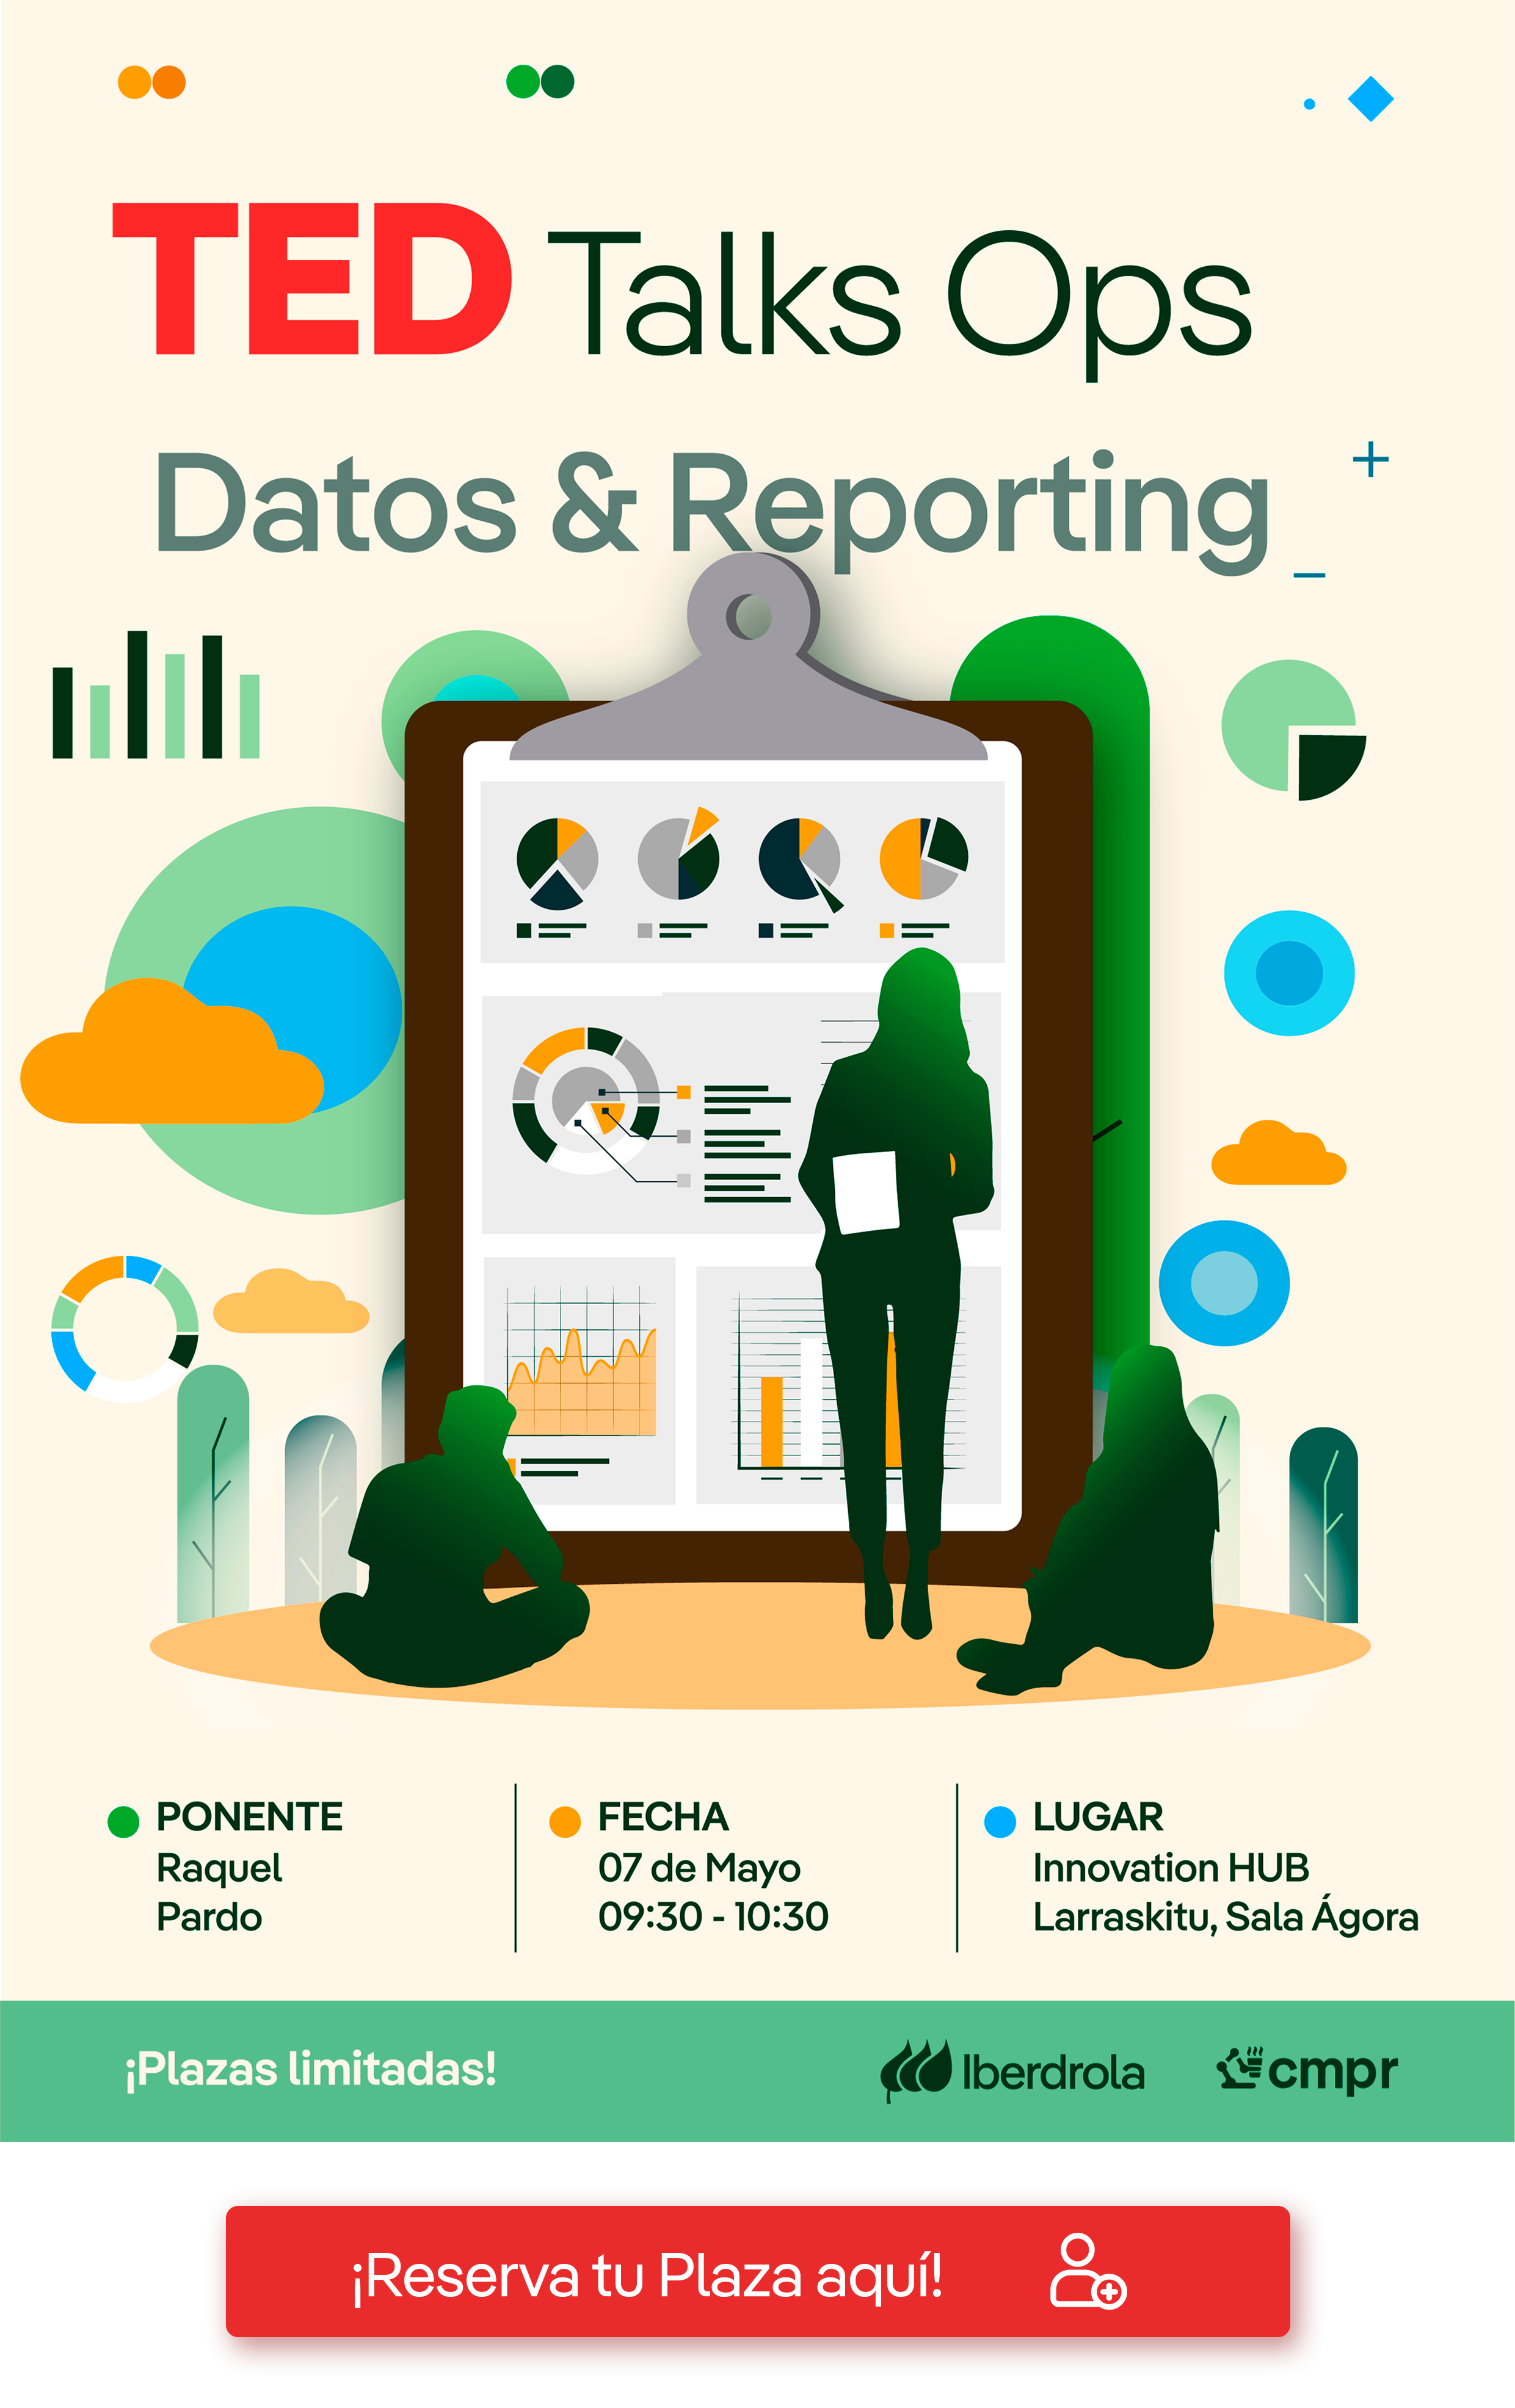 TED Talks Ops
Datos & Reporting
PONENTE
Raquel
Pardo
FECHA
07 de Mayo
09:30 - 10:30
LUGAR
Innovation HUB
Larraskitu, Sala Ágora
¡Plazas limitadas!
Iberdrola
cmpr
¡Reserva tu Plaza aquí!